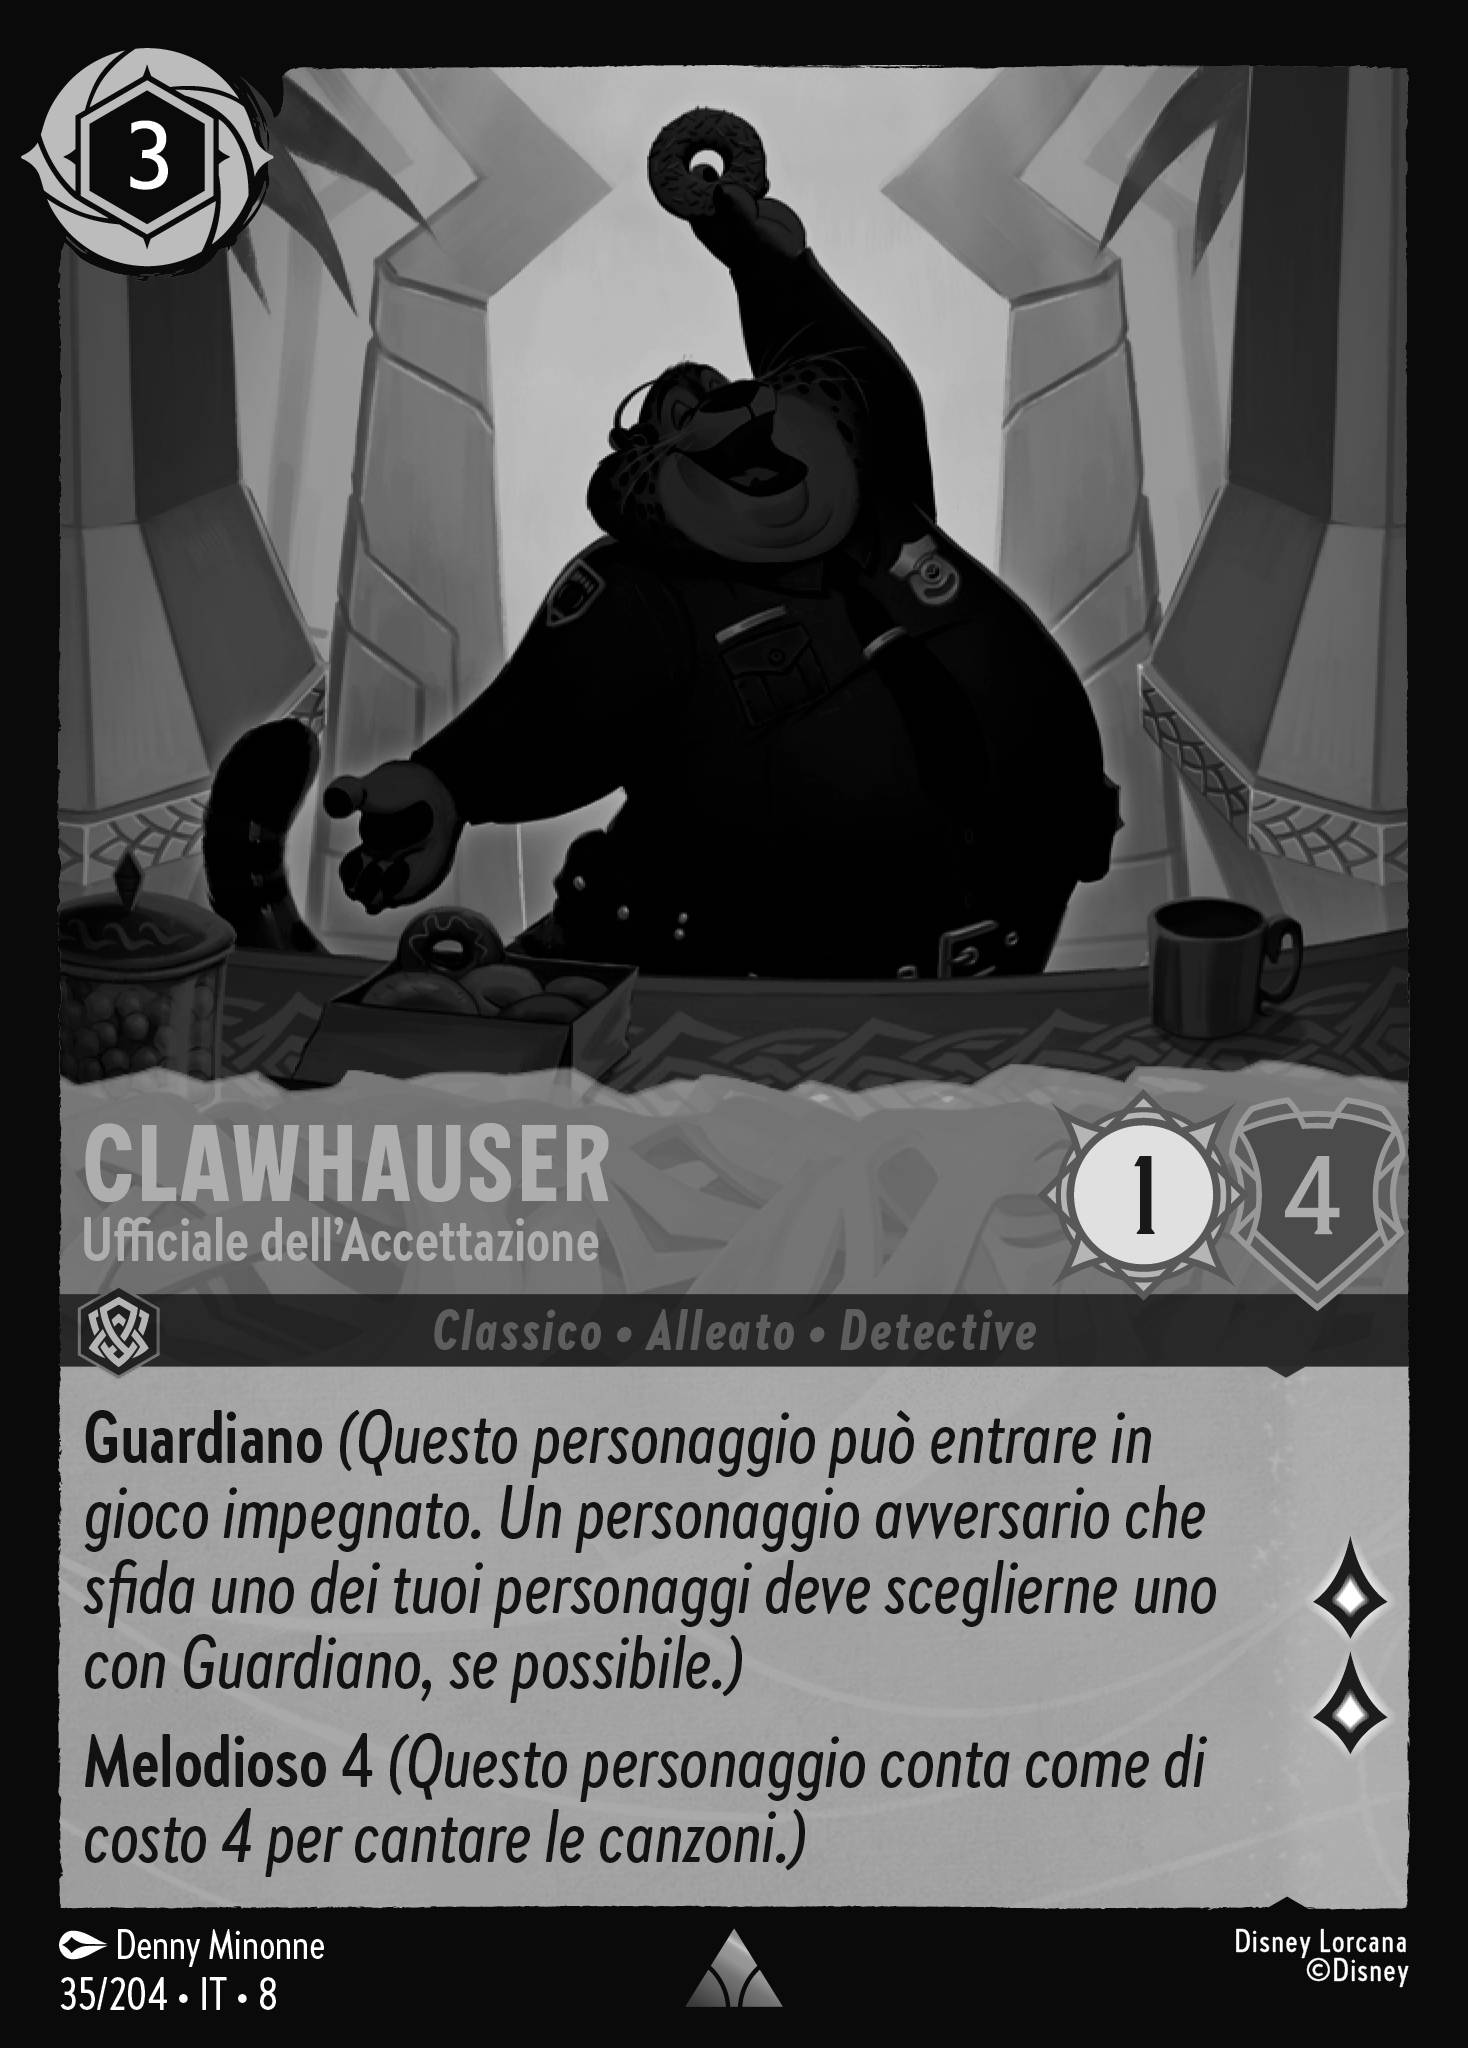 3
CLAWHAUSER
Ufficiale dell’Accettazione
1
4
Classico • Alleato • Detective
Guardiano (Questo personaggio può entrare in
gioco impegnato. Un personaggio avversario che
sfida uno dei tuoi personaggi deve sceglierne uno
con Guardiano, se possibile.)
Melodioso 4 (Questo personaggio conta come di
costo 4 per cantare le canzoni.)
Denny Minonne
35/204 • IT • 8
Disney Lorcana
©Disney